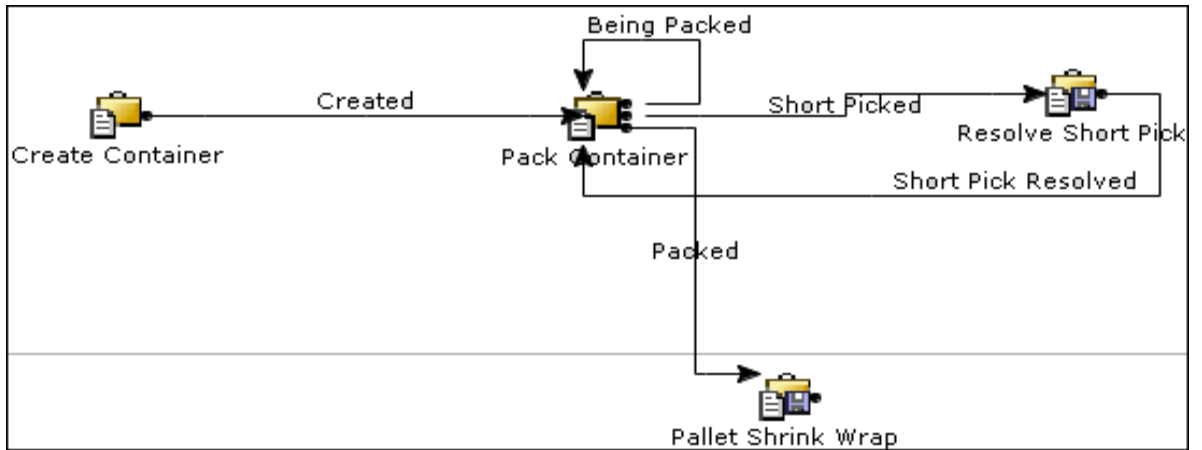 Being Packed
Created
Short Picked
Create Container
Pack Container
Resolve Short Pick
Short Pick Resolved
Packed
Pallet Shrink Wrap